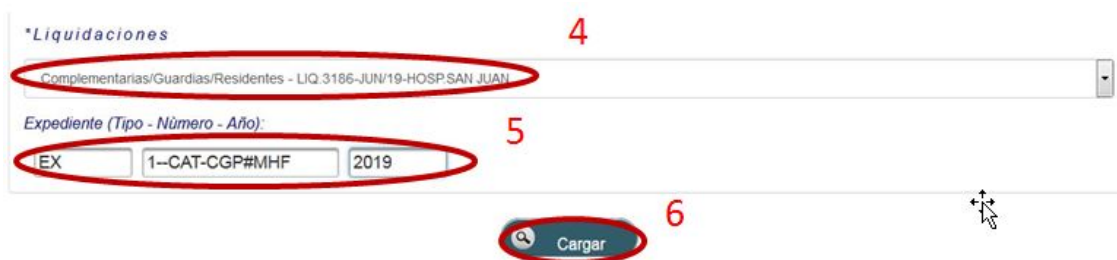 *Liquidaciones
4
Complementarias/Guardias/Residentes - LIQ.3186-JUN/19-HOSP.SAN JUAN
Expediente (Tipo - Nùmero - Año):
5
EX 1--CAT-CGP#MHF 2019
6
Cargar